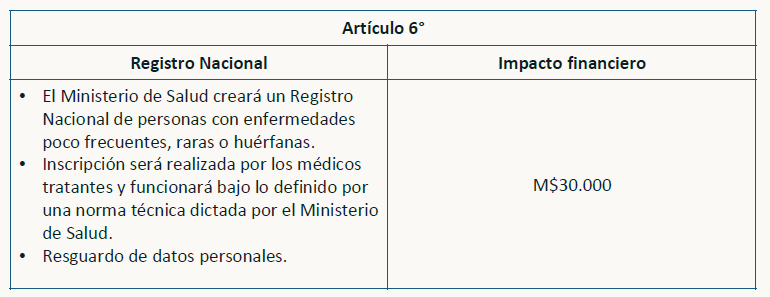 Artículo 6°
Registro Nacional
Impacto financiero
• El Ministerio de Salud creará un Registro
Nacional de personas con enfermedades
poco frecuentes, raras o huérfanas.
• Inscripción será realizada por los médicos
tratantes y funcionará bajo lo definido por
una norma técnica dictada por el Ministerio
de Salud.
• Resguardo de datos personales.
M$30.000